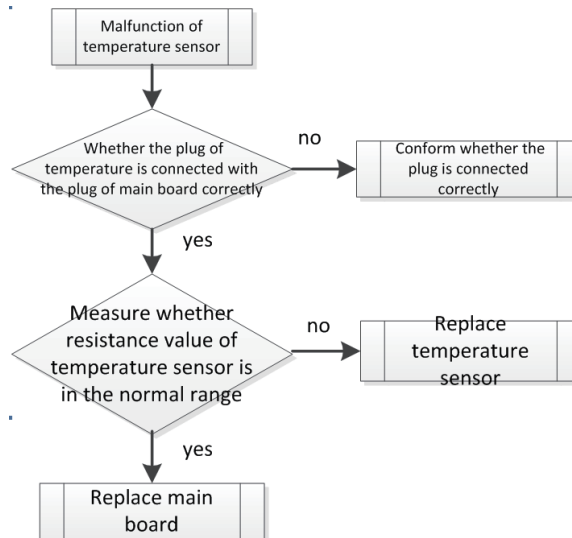 Malfunction of
temperature sensor
Whether the plug of
temperature is connected with
the plug of main board correctly
no
Conform whether the
plug is connected
correctly
yes
Measure whether
resistance value of
temperature sensor is
in the normal range
no
Replace
temperature
sensor
yes
Replace main
board